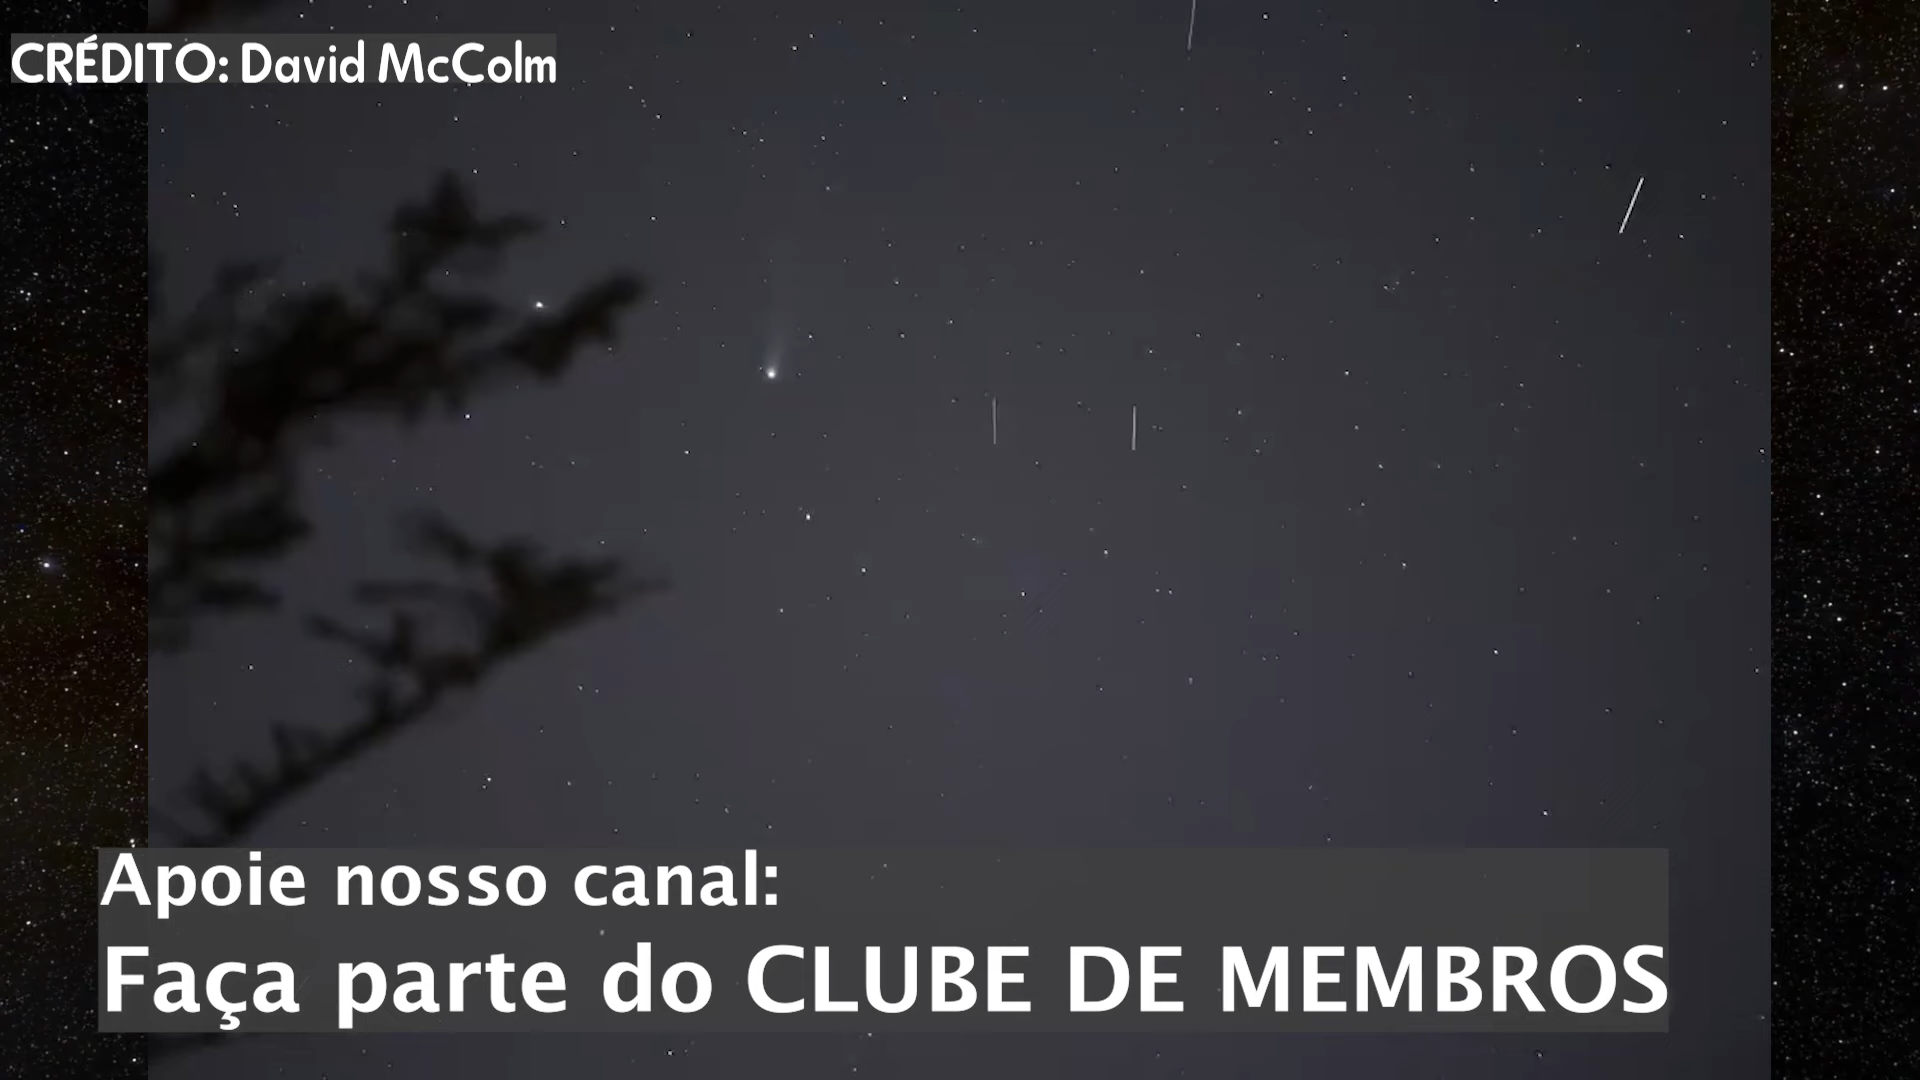 CRÉDITO: David McColm
Apoie nosso canal:
Faça parte do CLUBE DE MEMBROS